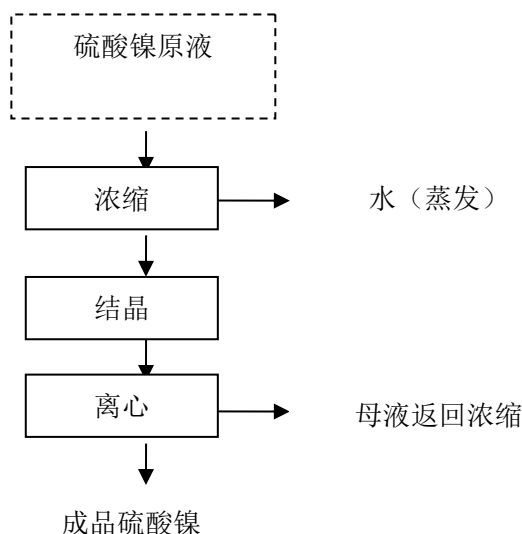 硫酸镍原液
浓缩
水（蒸发）
结晶
离心
母液返回浓缩
成品硫酸镍